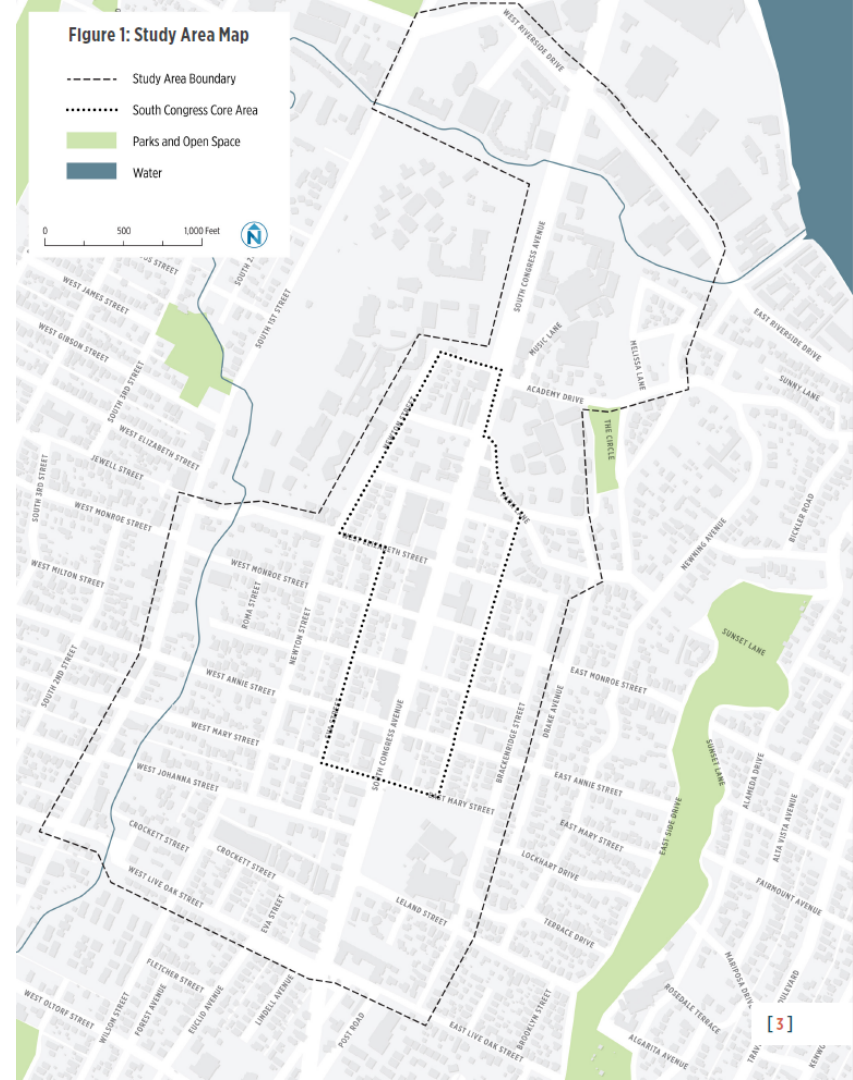 Figure 1: Study Area Map
Study Area Boundary
South Congress Core Area
Parks and Open Space
Water
0 500 1,000 Feet
N
WEST RIVERSIDE DRIVE
SOUTH CONGRESS AVENUE
SOUTH 1ST STREET
WEST JAMES STREET
WEST GIBSON STREET
SOUTH 3RD STREET
MUSIC LANE
MELISSA LANE
EAST RIVERSIDE DRIVE
SUNNY LANE
ACADEMY DRIVE
THE CIRCLE
NEWTON STREET
WEST ELIZABETH STREET
JEWELL STREET
SOUTH 3RD STREET
WEST MONROE STREET
BICKLER ROAD
NEWNING AVENUE
WEST MILTON STREET
WEST MONROE STREET
ROMA STREET
NEWTON STREET
SUNSET LANE
SOUTH 2ND STREET
WEST ANNIE STREET
EAST MONROE STREET
EVA STREET
SOUTH CONGRESS AVENUE
BRACKENRIDGE STREET
DRAKE AVENUE
WEST MARY STREET
SUNSET LANE
WEST JOHANNA STREET
EAST ANNIE STREET
ALAMEDA DRIVE
EAST MARY STREET
EAST SIDE DRIVE
ALTA VISTA AVENUE
CROCKETT STREET
EAST MARY STREET
CROCKETT STREET
LOCKHART DRIVE
WEST LIVE OAK STREET
FAIRMOUNT AVENUE
EVA STREET
LELAND STREET
TERRACE DRIVE
FLETCHER STREET
MARIPOSA DRIVE
WEST OLTORF STREET
WILSON STREET
FOREST AVENUE
EUCLID AVENUE
LINDELL AVENUE
POST ROAD
EAST LIVE OAK STREET
BROOKLYN STREET
ROSEDALE TERRACE
ALGARITA AVENUE
[ 3 ]